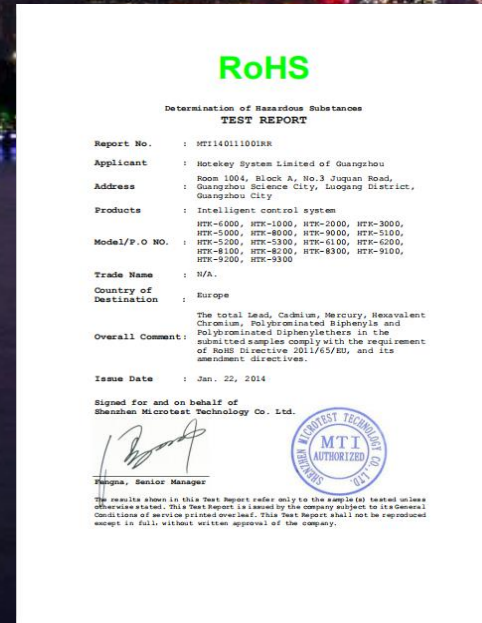 RoHS
Determination of Hazardous Substances
TEST REPORT
Report No. : MTI140111001RR
Applicant : Hotekey System Limited of Guangzhou
Address : Room 1004, Block A, No.3 Juquan Road,
Guangzhou Science City, Luogang District,
Guangzhou City
Products : Intelligent control system
Model/P.O NO. : HTK-6000, HTK-1000, HTK-2000, HTK-3000,
HTK-5000, HTK-8000, HTK-9000, HTK-5100,
HTK-5200, HTK-5300, HTK-6100, HTK-6200,
HTK-8100, HTK-8200, HTK-8300, HTK-9100,
HTK-9200, HTK-9300
Trade Name : N/A.
Country of
Destination : Europe
Overall Comment: The total Lead, Cadmium, Mercury, Hexavalent
Chromium, Polybrominated Biphenyls and
Polybrominated Diphenylethers in the
submitted samples comply with the requirement
of RoHS Directive 2011/65/EU, and its
amendment directives.
Issue Date : Jan. 22, 2014
Signed for and on behalf of
Shenzhen Microtest Technology Co. Ltd.
SHENZHEN MICROTEST TECHNOLOGY CO. LTD.
MTI
AUTHORIZED
Fengna, Senior Manager
The results shown in this Test Report refer only to the sample(s) tested unless
otherwise stated. This Test Report is issued by the company subject to its General
Conditions of service printed overleaf. This Test Report shall not be reproduced
except in full, without written approval of the company.